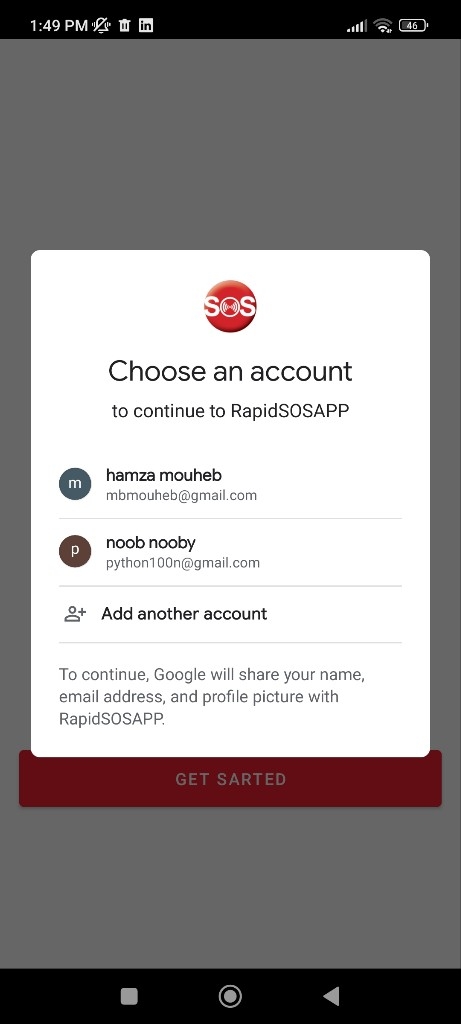 1:49 PM
46
SOS
Choose an account
to continue to RapidSOSAPP
m
hamza mouheb
mbmouheb@gmail.com
p
noob nooby
python100n@gmail.com
Add another account
To continue, Google will share your name,
email address, and profile picture with
RapidSOSAPP.
GET SARTED